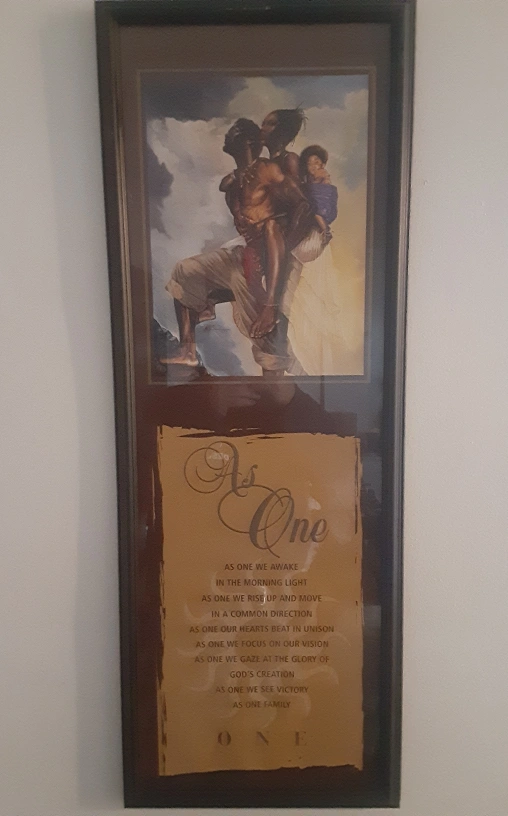 As
One
AS ONE WE AWAKE
IN THE MORNING LIGHT
AS ONE WE RISE UP AND MOVE
IN A COMMON DIRECTION
AS ONE OUR HEARTS BEAT IN UNISON
AS ONE WE FOCUS ON OUR VISION
AS ONE WE GAZE AT THE GLORY OF
GOD'S CREATION
AS ONE WE SEE VICTORY
AS ONE FAMILY
O N E